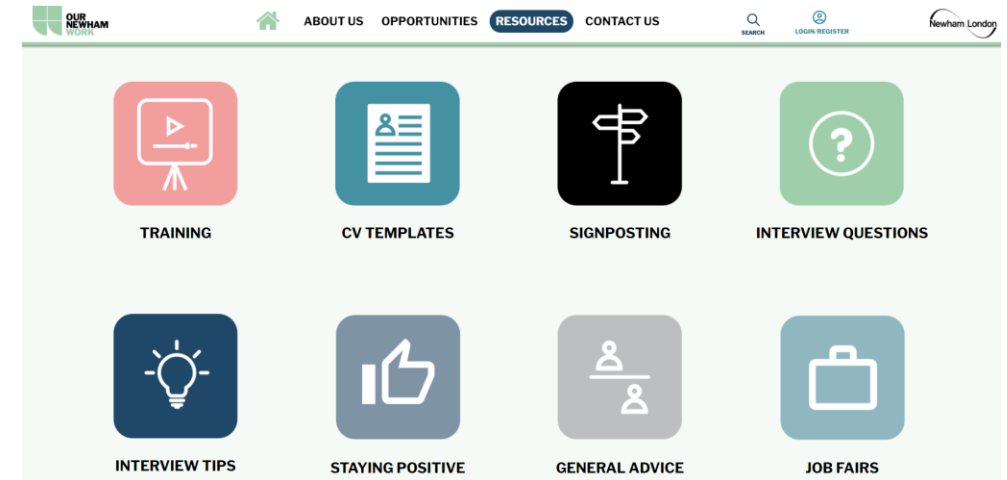 OUR
NEWHAM
WORK
ABOUT US OPPORTUNITIES RESOURCES CONTACT US
SEARCH
LOGIN/REGISTER
Newham London
TRAINING
CV TEMPLATES
SIGNPOSTING
INTERVIEW QUESTIONS
?
INTERVIEW TIPS
STAYING POSITIVE
GENERAL ADVICE
JOB FAIRS